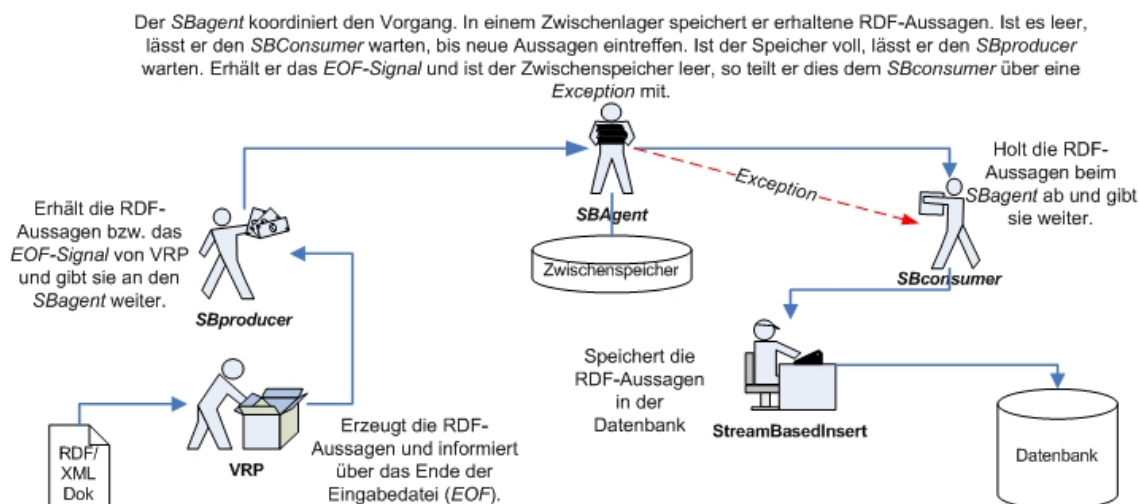 Der SBagent koordiniert den Vorgang. In einem Zwischenlager speichert er erhaltene RDF-Aussagen. Ist es leer,
lässt er den SBConsumer warten, bis neue Aussagen eintreffen. Ist der Speicher voll, lässt er den SBproducer
warten. Erhält er das EOF-Signal und ist der Zwischenspeicher leer, so teilt er dies dem SBconsumer über eine
Exception mit.
Holt die RDF-
Aussagen beim
SBagent ab und gibt
sie weiter.
Exception
SBAgent
Zwischenspeicher
SBconsumer
Erhält die RDF-
Aussagen bzw. das
EOF-Signal von VRP
und gibt sie an den
SBagent weiter.
SBproducer
Speichert die
RDF-Aussagen
in der
Datenbank
StreamBasedInsert
Datenbank
RDF/
XML
Dok
VRP
Erzeugt die RDF-
Aussagen und informiert
über das Ende der
Eingabedatei (EOF).